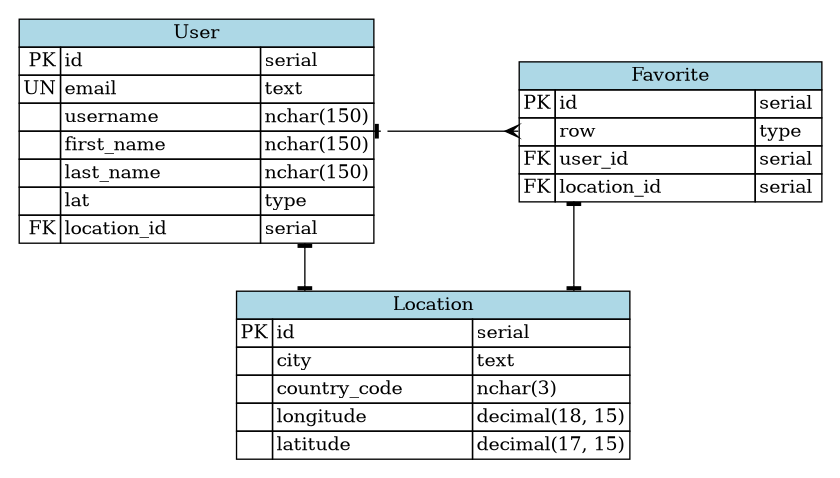 User
PK id serial
UN email text
username nchar(150)
first_name nchar(150)
last_name nchar(150)
lat type
FK location_id serial
Favorite
PK id serial
row type
FK user_id serial
FK location_id serial
Location
PK id serial
city text
country_code nchar(3)
longitude decimal(18, 15)
latitude decimal(17, 15)